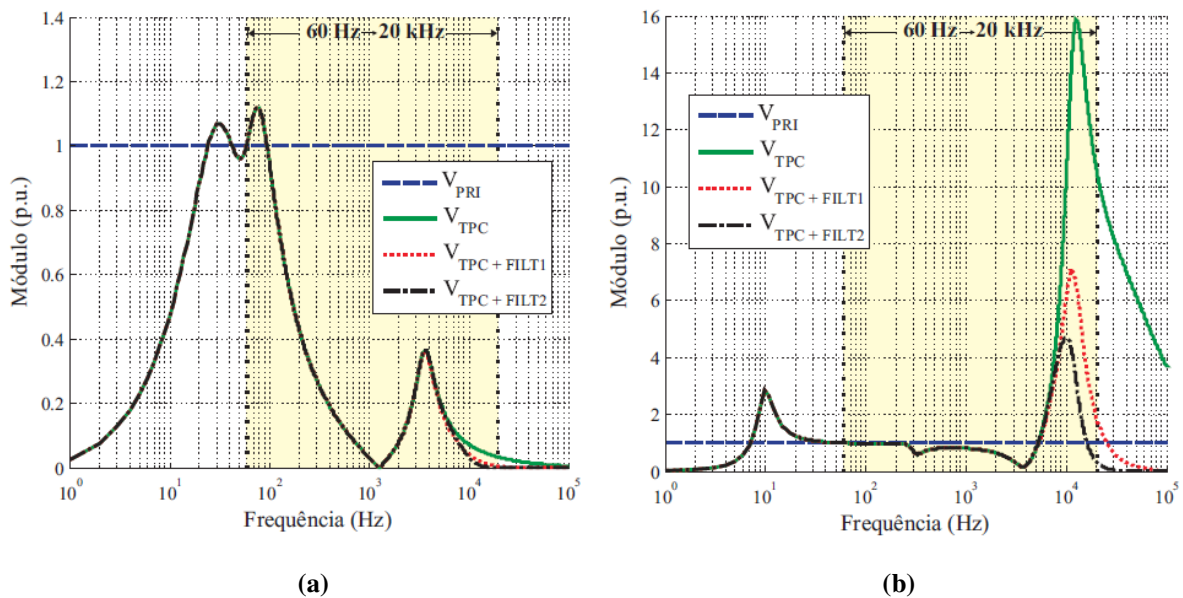 60 Hz→20 kHz
1.4
1.2
1
0.8
0.6
0.4
0.2
0
Módulo (p.u.)
V_PRI
V_TPC
V_TPC + FILT1
V_TPC + FILT2
10^0
10^1
10^2
10^3
10^4
10^5
Frequência (Hz)
(a)
60 Hz→20 kHz
16
14
12
10
8
6
4
2
0
Módulo (p.u.)
V_PRI
V_TPC
V_TPC + FILT1
V_TPC + FILT2
10^0
10^1
10^2
10^3
10^4
10^5
Frequência (Hz)
(b)